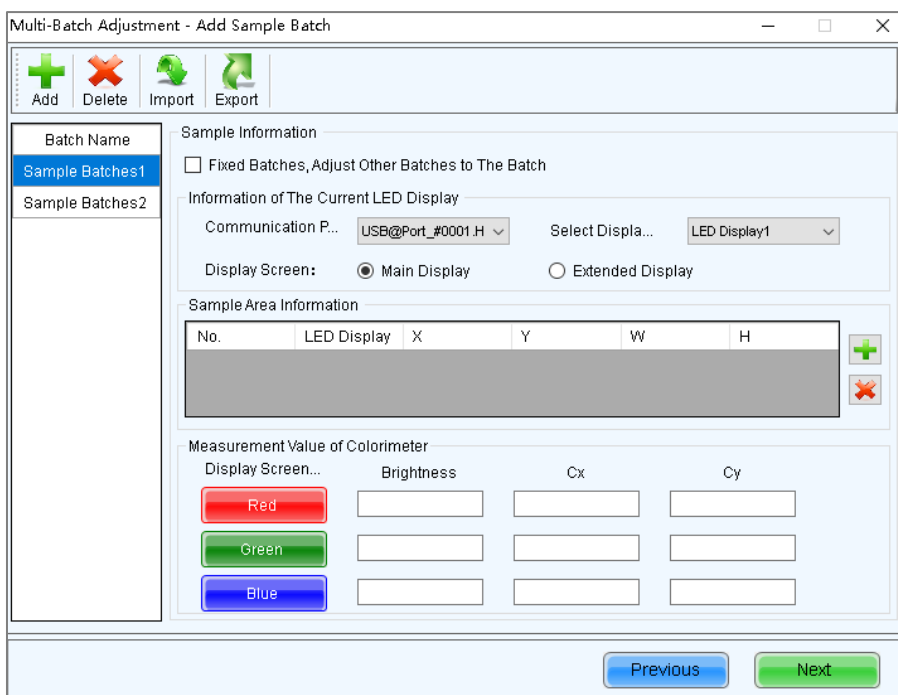 Multi-Batch Adjustment - Add Sample Batch
Add Delete Import Export
Batch Name
Sample Batches1
Sample Batches2
Sample Information
Fixed Batches, Adjust Other Batches to The Batch
Information of The Current LED Display
Communication P... USB@Port_#0001.H Select Displa... LED Display1
Display Screen: Main Display Extended Display
Sample Area Information
No. LED Display X Y W H
Measurement Value of Colorimeter
Display Screen... Brightness Cx Cy
Red
Green
Blue
Previous Next